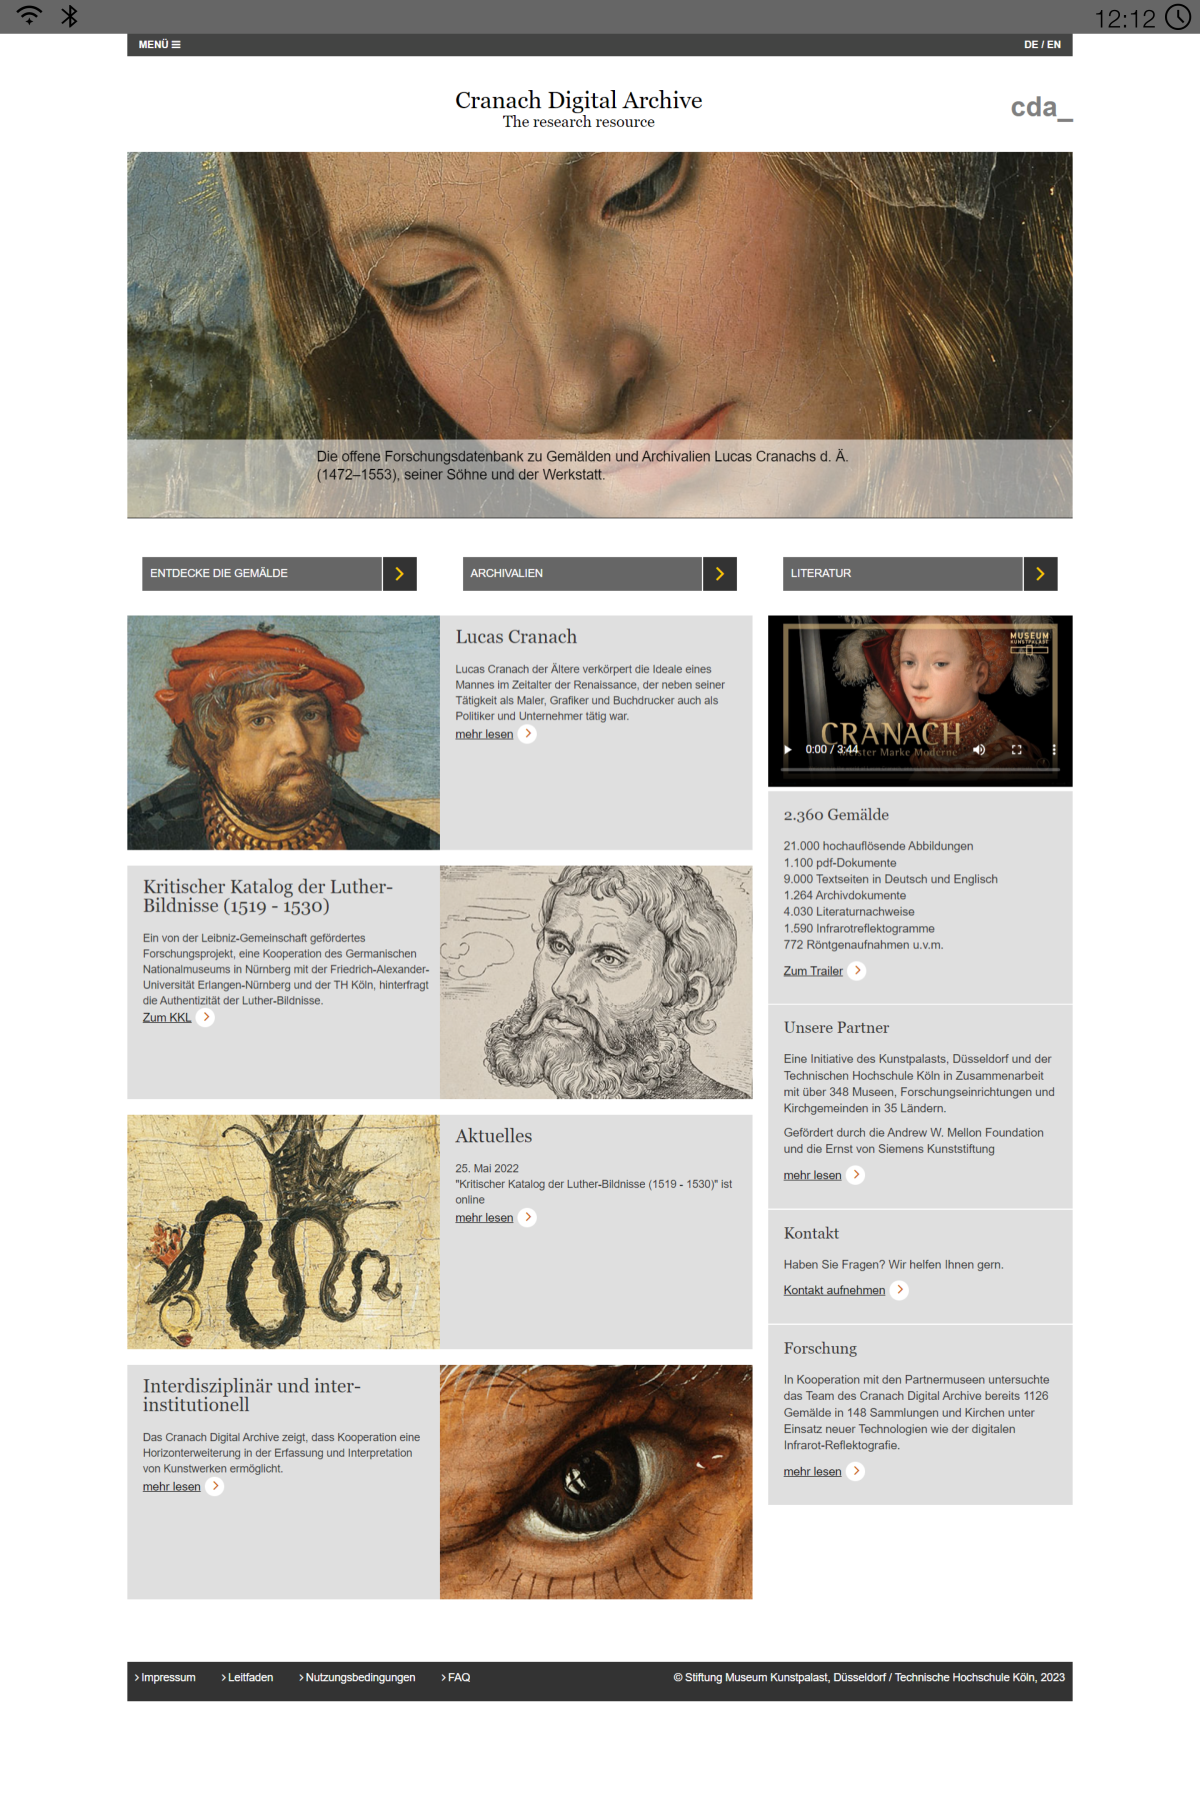 12:12
MENÜ
DE / EN
Cranach Digital Archive
The research resource
cda_
Die offene Forschungsdatenbank zu Gemälden und Archivalien Lucas Cranachs d. Ä.
(1472–1553), seiner Söhne und der Werkstatt.
ENTDECKE DIE GEMÄLDE
ARCHIVALIEN
LITERATUR
Lucas Cranach
Lucas Cranach der Ältere verkörpert die Ideale eines
Mannes im Zeitalter der Renaissance, der neben seiner
Tätigkeit als Maler, Grafiker und Buchdrucker auch als
Politiker und Unternehmer tätig war.
mehr lesen
Kritischer Katalog der Luther-
Bildnisse (1519 - 1530)
Ein von der Leibniz-Gemeinschaft gefördertes
Forschungsprojekt, eine Kooperation des Germanischen
Nationalmuseums in Nürnberg mit der Friedrich-Alexander-
Universität Erlangen-Nürnberg und der TH Köln, hinterfragt
die Authentizität der Luther-Bildnisse.
Zum KKL
Aktuelles
25. Mai 2022
"Kritischer Katalog der Luther-Bildnisse (1519 - 1530)" ist
online
mehr lesen
Interdisziplinär und inter-
institutionell
Das Cranach Digital Archive zeigt, dass Kooperation eine
Horizonterweiterung in der Erfassung und Interpretation
von Kunstwerken ermöglicht.
mehr lesen
MUSEUM
KUNSTPALAST
CRANACH
Meister Marke Moderne
0:00 / 3:44
2.360 Gemälde
21.000 hochauflösende Abbildungen
1.100 pdf-Dokumente
9.000 Textseiten in Deutsch und Englisch
1.264 Archivdokumente
4.030 Literaturnachweise
1.590 Infrarotreflektogramme
772 Röntgenaufnahmen u.v.m.
Zum Trailer
Unsere Partner
Eine Initiative des Kunstpalasts, Düsseldorf und der
Technischen Hochschule Köln in Zusammenarbeit
mit über 348 Museen, Forschungseinrichtungen und
Kirchgemeinden in 35 Ländern.
Gefördert durch die Andrew W. Mellon Foundation
und die Ernst von Siemens Kunststiftung
mehr lesen
Kontakt
Haben Sie Fragen? Wir helfen Ihnen gern.
Kontakt aufnehmen
Forschung
In Kooperation mit den Partnermuseen untersuchte
das Team des Cranach Digital Archive bereits 1126
Gemälde in 148 Sammlungen und Kirchen unter
Einsatz neuer Technologien wie der digitalen
Infrarot-Reflektografie.
mehr lesen
Impressum
Leitfaden
Nutzungsbedingungen
FAQ
© Stiftung Museum Kunstpalast, Düsseldorf / Technische Hochschule Köln, 2023